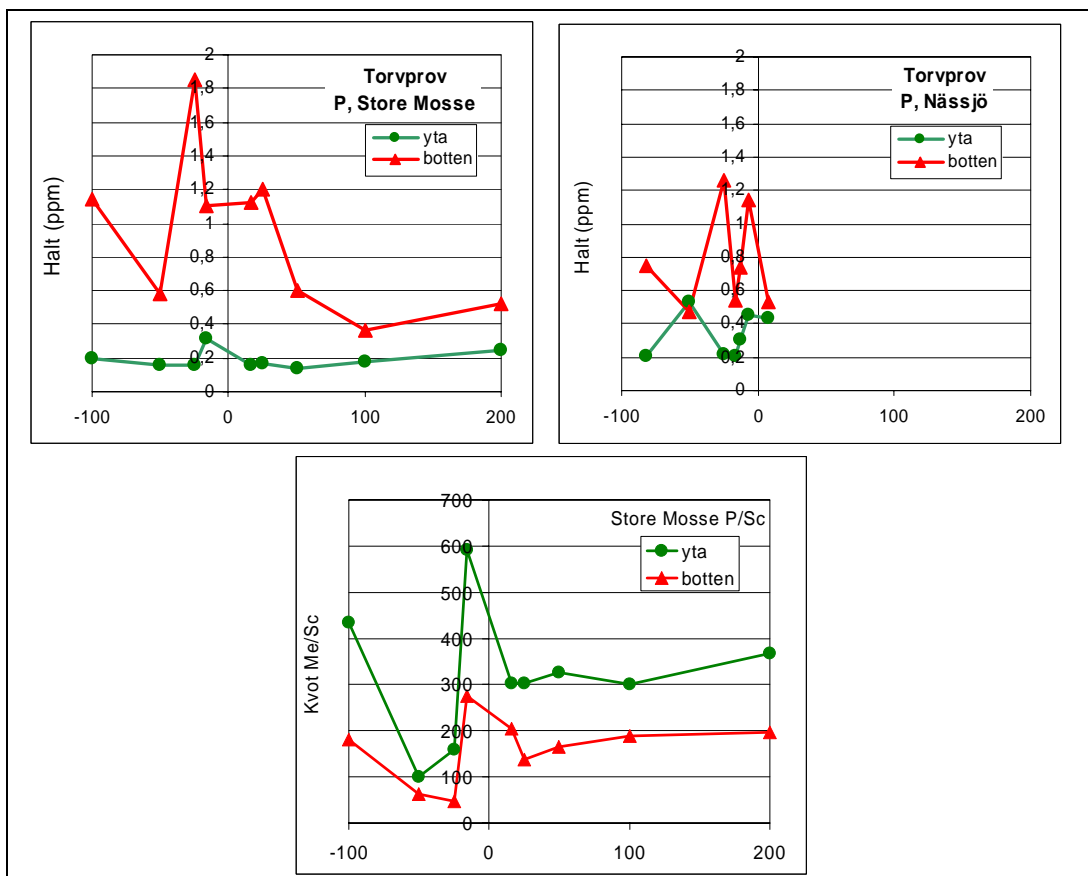 Torvprov
P, Store Mosse
yta
botten
Halt (ppm)
2
1,8
1,6
1,4
1,2
1
0,8
0,6
0,4
0,2
0
-100 0 100 200
Torvprov
P, Nässjö
yta
botten
Halt (ppm)
2
1,8
1,6
1,4
1,2
1
0,8
0,6
0,4
0,2
0
-100 0 100 200
Store Mosse P/Sc
yta
botten
Kvot Me/Sc
700
600
500
400
300
200
100
0
-100 0 100 200